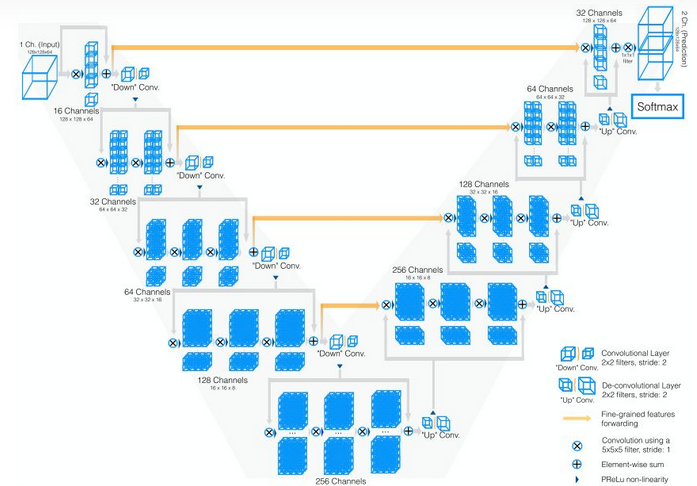 1 Ch. (Input)
128x128x64
"Down" Conv.
16 Channels
128 x 128 x 64
"Down" Conv.
32 Channels
64 x 64 x 32
"Down" Conv.
64 Channels
32 x 32 x 16
"Down" Conv.
128 Channels
16 x 16 x 8
256 Channels
"Up" Conv.
256 Channels
16 x 16 x 8
"Up" Conv.
128 Channels
32 x 32 x 16
"Up" Conv.
64 Channels
64 x 64 x 32
"Up" Conv.
32 Channels
128 x 128 x 64
1x1x1
filter
2 Ch. (Prediction)
Softmax
"Down" Conv.
Convolutional Layer
2x2 filters, stride: 2
"Up" Conv.
De-convolutional Layer
2x2 filters, stride: 2
Fine-grained features
forwarding
Convolution using a
5x5x5 filter, stride: 1
Element-wise sum
PReLu non-linearity